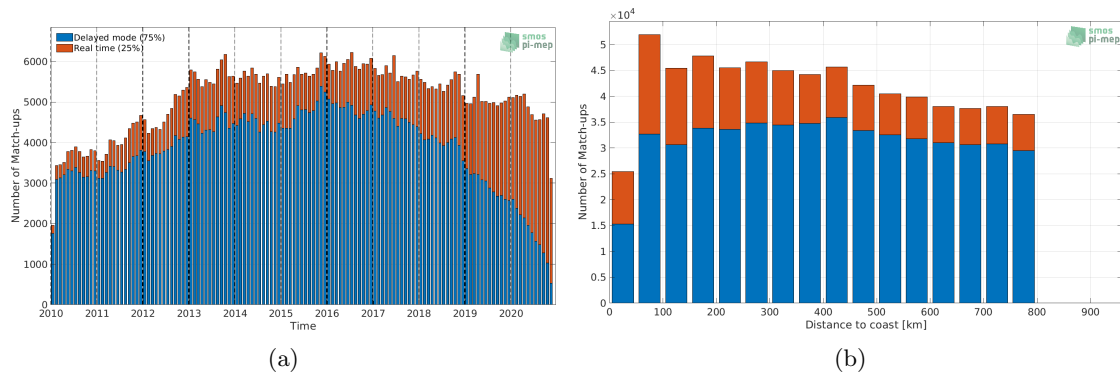 Delayed mode (75%)
Real time (25%)
smos
pi-mep
Number of Match-ups
6000
5000
4000
3000
2000
1000
0
2010 2011 2012 2013 2014 2015 2016 2017 2018 2019 2020
Time
(a)
×10⁴
smos
pi-mep
Number of Match-ups
5
4.5
4
3.5
3
2.5
2
1.5
1
0.5
0
0 100 200 300 400 500 600 700 800 900
Distance to coast [km]
(b)